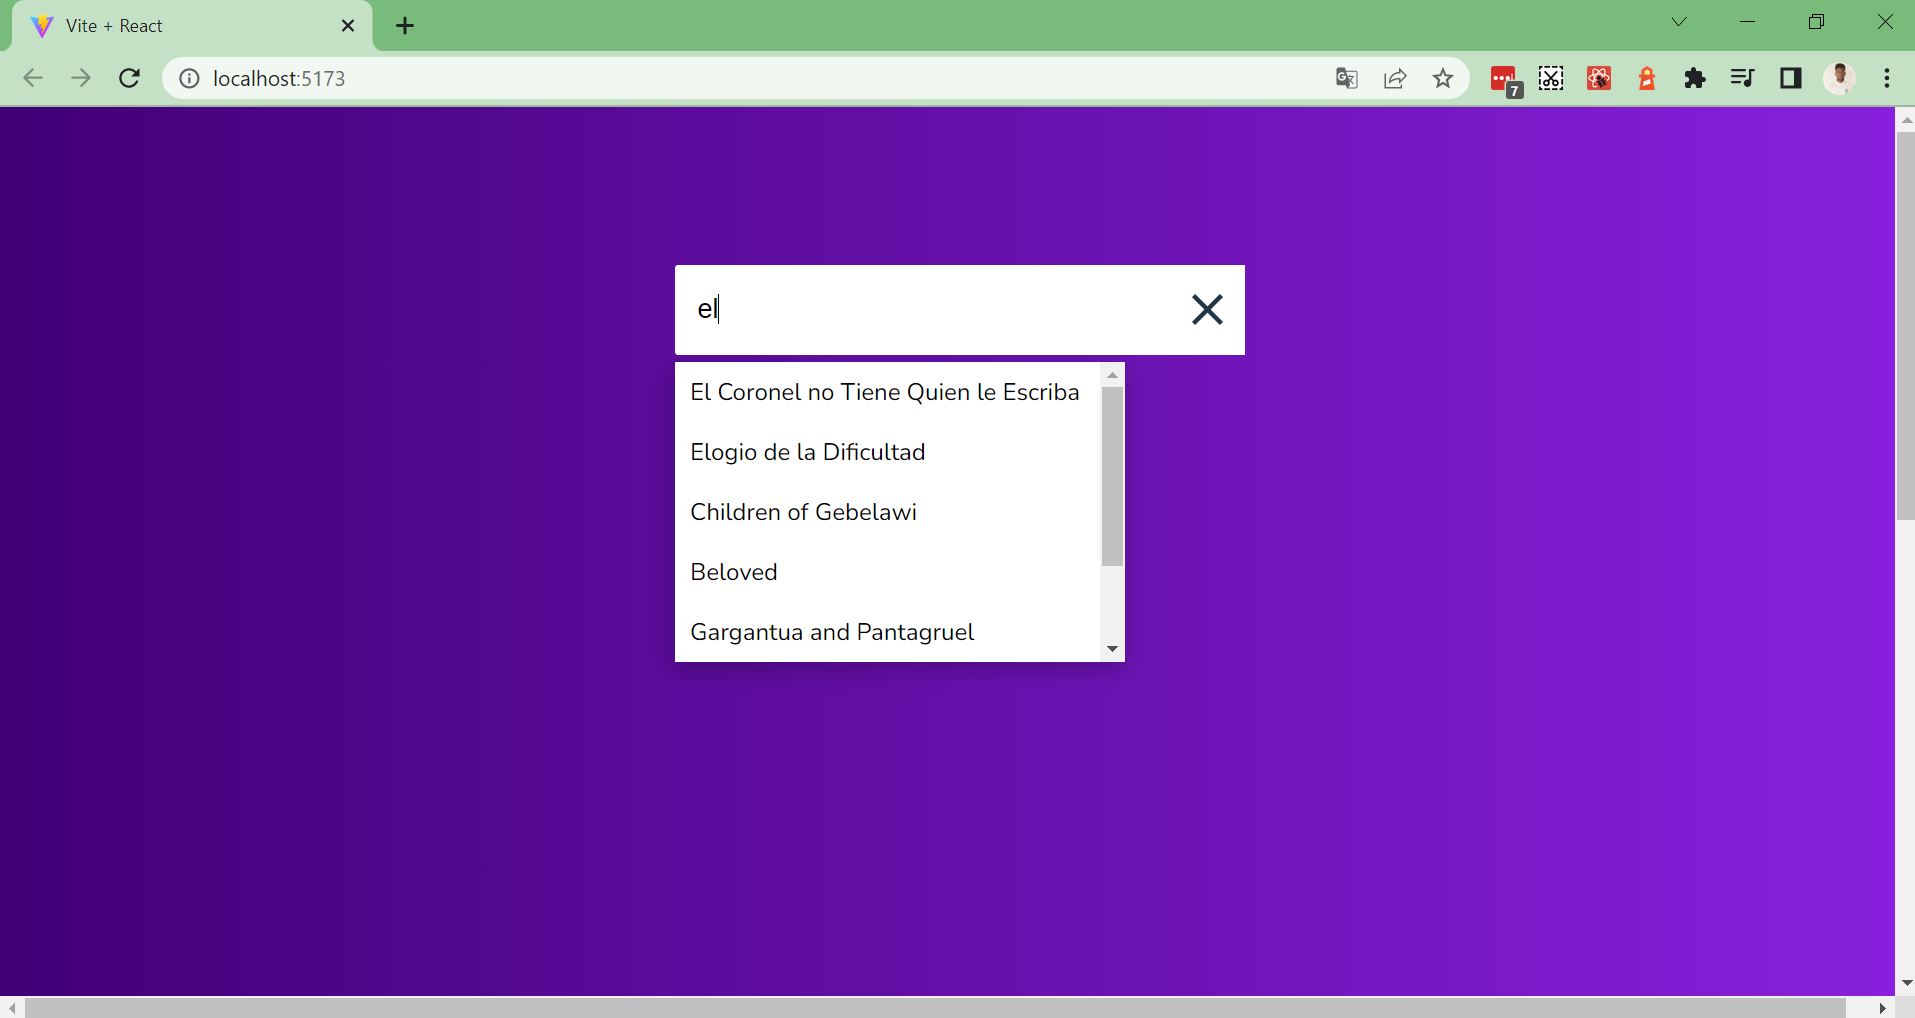 Vite + React
localhost:5173
7
el
El Coronel no Tiene Quien le Escriba
Elogio de la Dificultad
Children of Gebelawi
Beloved
Gargantua and Pantagruel